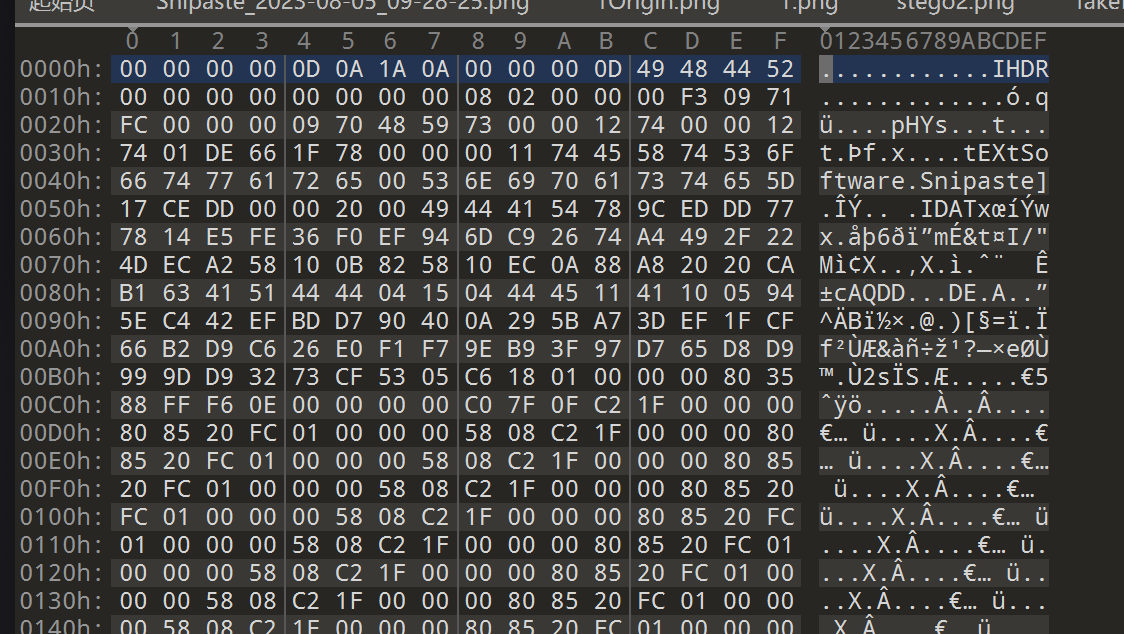 起始页 Snipaste_2023-08-05_09-28-25.png 1Origin.png 1.png stego2.png
0 1 2 3 4 5 6 7 8 9 A B C D E F 0123456789ABCDEF
0000h: 00 00 00 00 0D 0A 1A 0A 00 00 00 0D 49 48 44 52 ............IHDR
0010h: 00 00 00 00 00 00 00 00 08 02 00 00 00 F3 09 71 .............ó.q
0020h: FC 00 00 00 09 70 48 59 73 00 00 12 74 00 00 12 ü....pHYs...t...
0030h: 74 01 DE 66 1F 78 00 00 00 11 74 45 58 74 53 6F t.Þf.x....tEXtSo
0040h: 66 74 77 61 72 65 00 53 6E 69 70 61 73 74 65 5D ftware.Snipaste]
0050h: 17 CE DD 00 00 20 00 49 44 41 54 78 9C ED DD 77 .ÎÝ.. .IDATxœíÝw
0060h: 78 14 E5 FE 36 F0 EF 94 6D C9 26 74 A4 49 2F 22 x.åþ6ðï”mÉ&t¤I/"
0070h: 4D EC A2 58 10 0B 82 58 10 EC 0A 88 A8 20 20 CA Mì¢X..‚X.ì.ˆ¨  Ê
0080h: B1 63 41 51 44 44 04 15 04 44 45 11 41 10 05 94 ±cAQDD...DE.A..”
0090h: 5E C4 42 EF BD D7 90 40 0A 29 5B A7 3D EF 1F CF ^ÄBï½×.@.)[§=ï.Ï
00A0h: 66 B2 D9 C6 26 E0 F1 F7 9E B9 3F 97 D7 65 D8 D9 f²ÙÆ&àñ÷ž¹?—×eØÙ
00B0h: 99 9D D9 32 73 CF 53 05 C6 18 01 00 00 00 80 35 ™.Ù2sÏS.Æ.....€5
00C0h: 88 FF F6 0E 00 00 00 00 C0 7F 0F C2 1F 00 00 00 ˆÿö.....À..Â....
00D0h: 80 85 20 FC 01 00 00 00 58 08 C2 1F 00 00 00 80 €… ü....X.Â....€
00E0h: 85 20 FC 01 00 00 00 58 08 C2 1F 00 00 00 80 85 … ü....X.Â....€…
00F0h: 20 FC 01 00 00 00 58 08 C2 1F 00 00 00 80 85 20 ü....X.Â....€…
0100h: FC 01 00 00 00 58 08 C2 1F 00 00 00 80 85 20 FC ü....X.Â....€… ü
0110h: 01 00 00 00 58 08 C2 1F 00 00 00 80 85 20 FC 01 ....X.Â....€… ü.
0120h: 00 00 00 58 08 C2 1F 00 00 00 80 85 20 FC 01 00 ...X.Â....€… ü..
0130h: 00 00 58 08 C2 1F 00 00 00 80 85 20 FC 01 00 00 ..X.Â....€… ü...
0140h: 00 58 08 C2 1F 00 00 00 80 85 20 FC 01 00 00 00 .X.Â....€… ü....